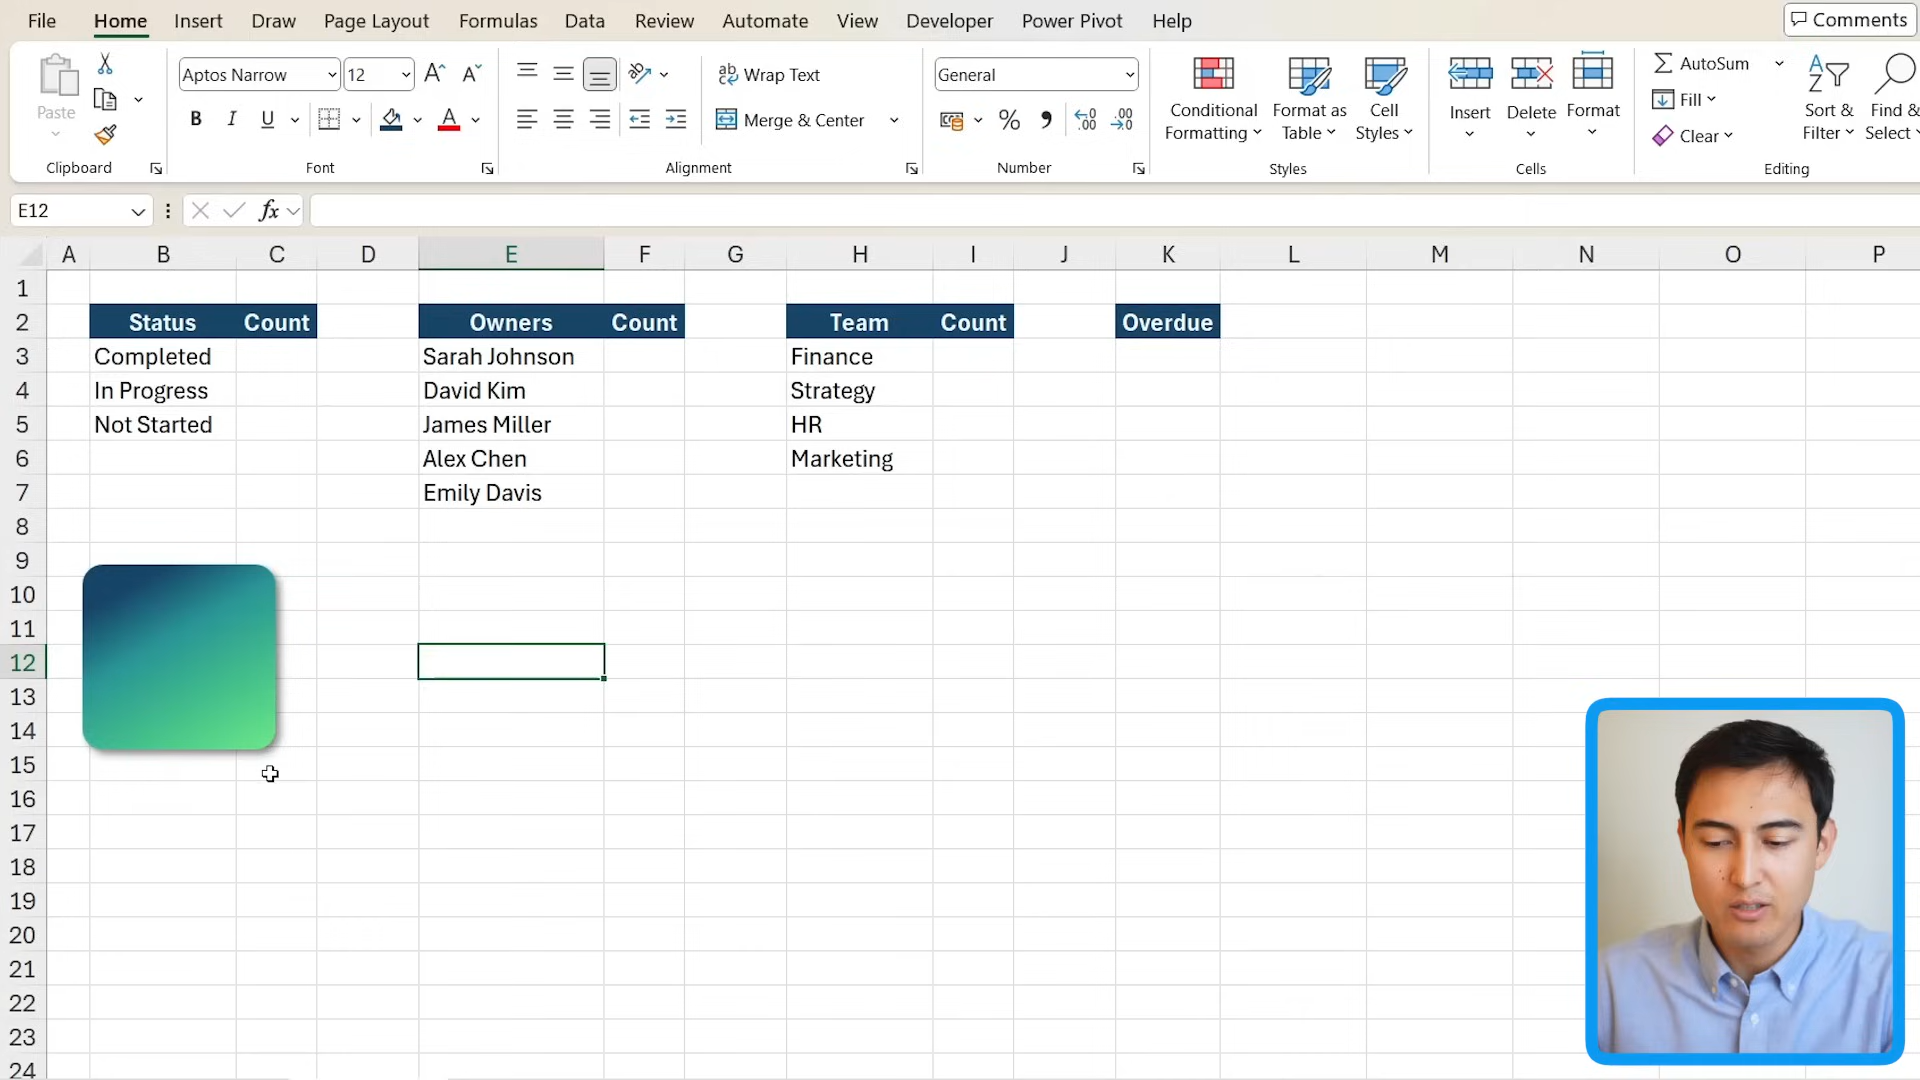 File Home Insert Draw Page Layout Formulas Data Review Automate View Developer Power Pivot Help Comments
Paste
Aptos Narrow 12 A A
B I U A
ab Wrap Text
Merge & Center
General
% 9 .00
Conditional Formatting
Format as Table
Cell Styles
Insert Delete Format
AutoSum
Fill
Clear
Sort & Filter
Find & Select
Clipboard Font Alignment Number Styles Cells Editing
E12 fx
A B C D E F G H I J K L M N O P
1
2 Status Count Owners Count Team Count Overdue
3 Completed Sarah Johnson Finance
4 In Progress David Kim Strategy
5 Not Started James Miller HR
6 Alex Chen Marketing
7 Emily Davis
8
9
10
11
12
13
14
15
16
17
18
19
20
21
22
23
24